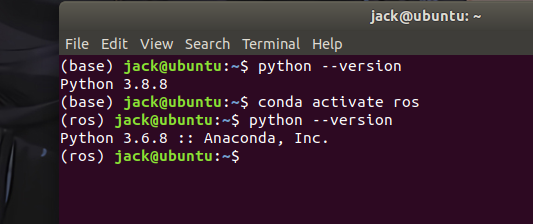 jack@ubuntu: ~
File Edit View Search Terminal Help
(base) jack@ubuntu:~$ python --version
Python 3.8.8
(base) jack@ubuntu:~$ conda activate ros
(ros) jack@ubuntu:~$ python --version
Python 3.6.8 :: Anaconda, Inc.
(ros) jack@ubuntu:~$